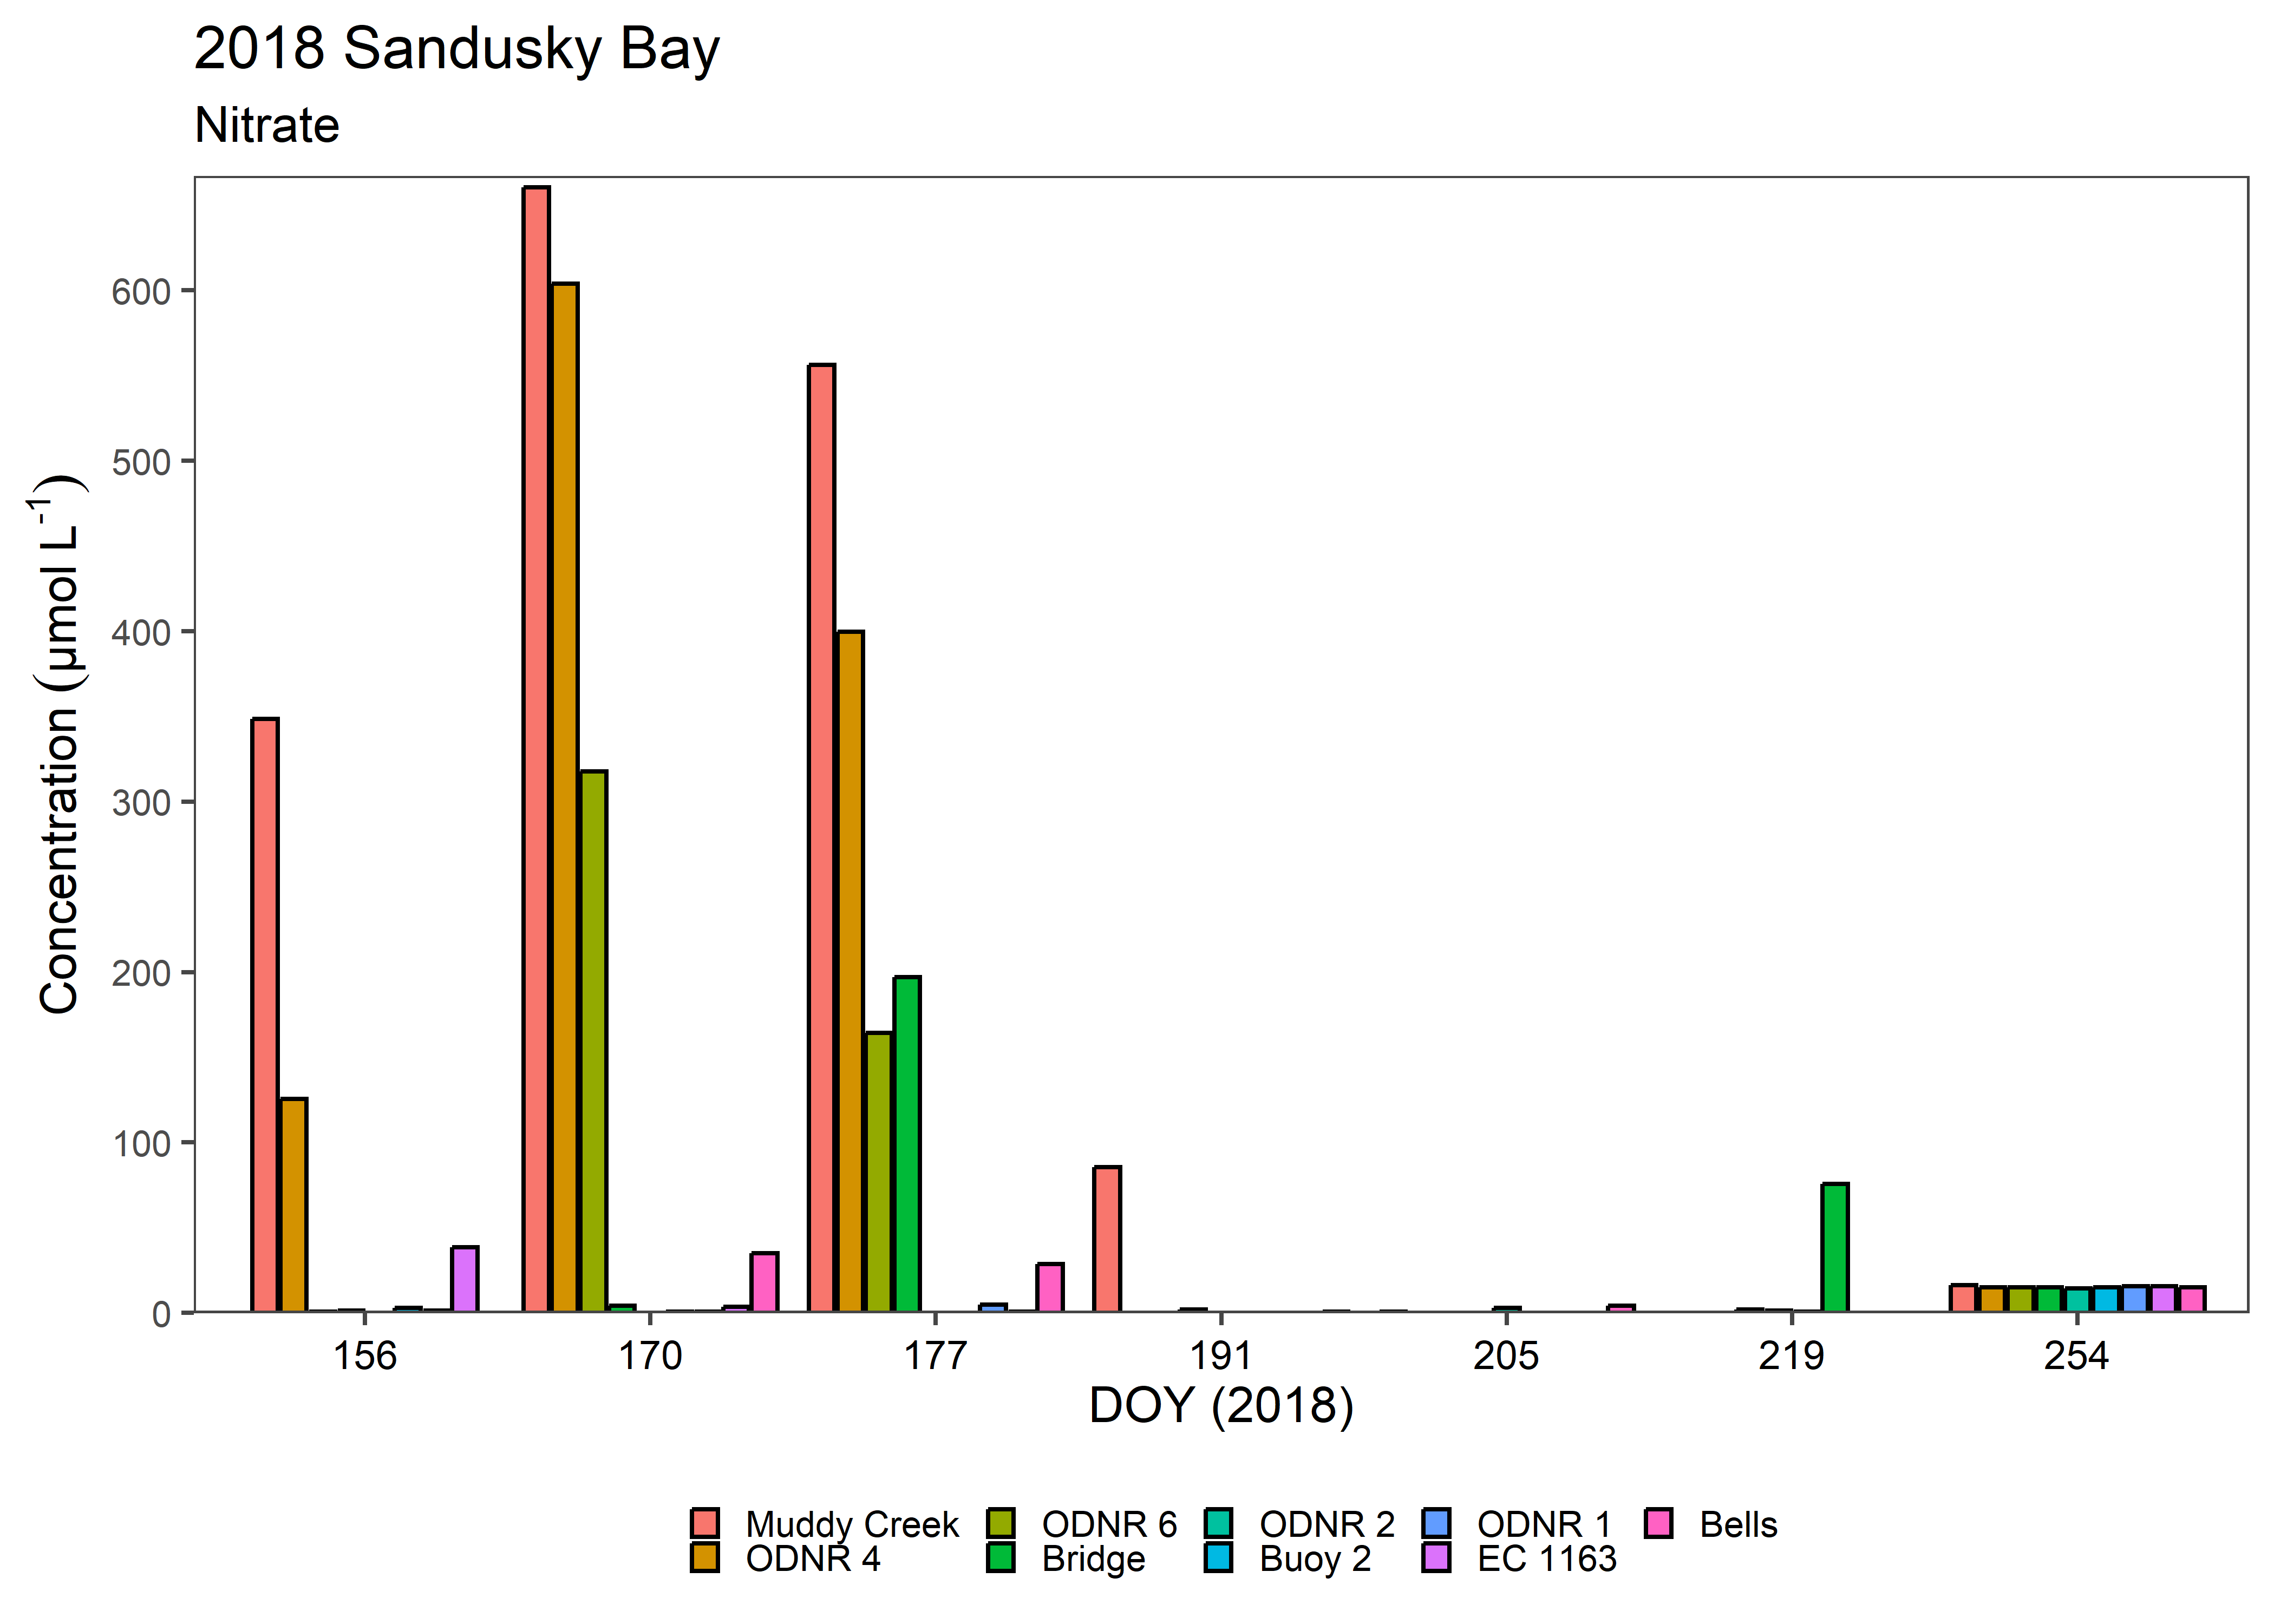 2018 Sandusky Bay
Nitrate
Concentration (µmol L⁻¹)
600
500
400
300
200
100
0
156 170 177 191 205 219 254
DOY (2018)
Muddy Creek ODNR 6 ODNR 2 ODNR 1 Bells
ODNR 4 Bridge Buoy 2 EC 1163